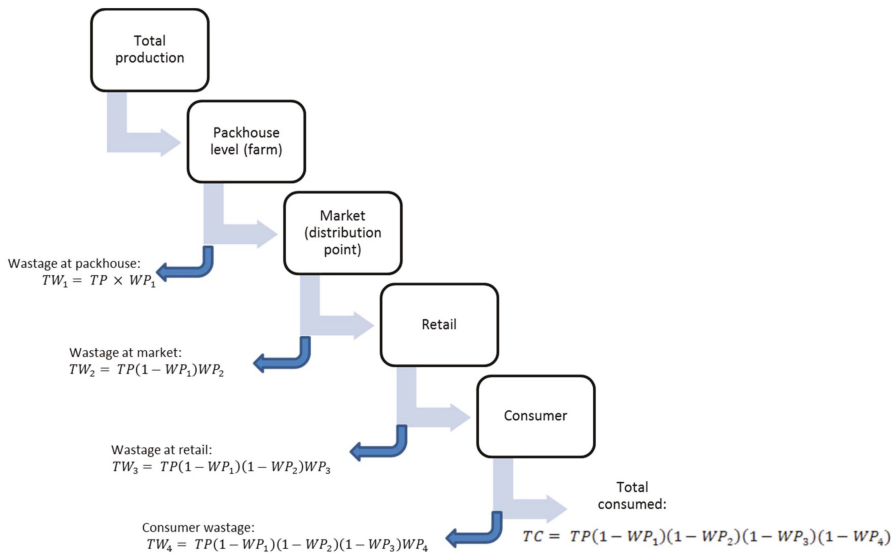 Total
production
Packhouse
level (farm)
Market
(distribution
point)
Wastage at packhouse:
TW₁ = TP × WP₁
Retail
Wastage at market:
TW₂ = TP(1 − WP₁)WP₂
Consumer
Wastage at retail:
TW₃ = TP(1 − WP₁)(1 − WP₂)WP₃
Total
consumed:
Consumer wastage:
TW₄ = TP(1 − WP₁)(1 − WP₂)(1 − WP₃)WP₄
TC = TP(1 − WP₁)(1 − WP₂)(1 − WP₃)(1 − WP₄)